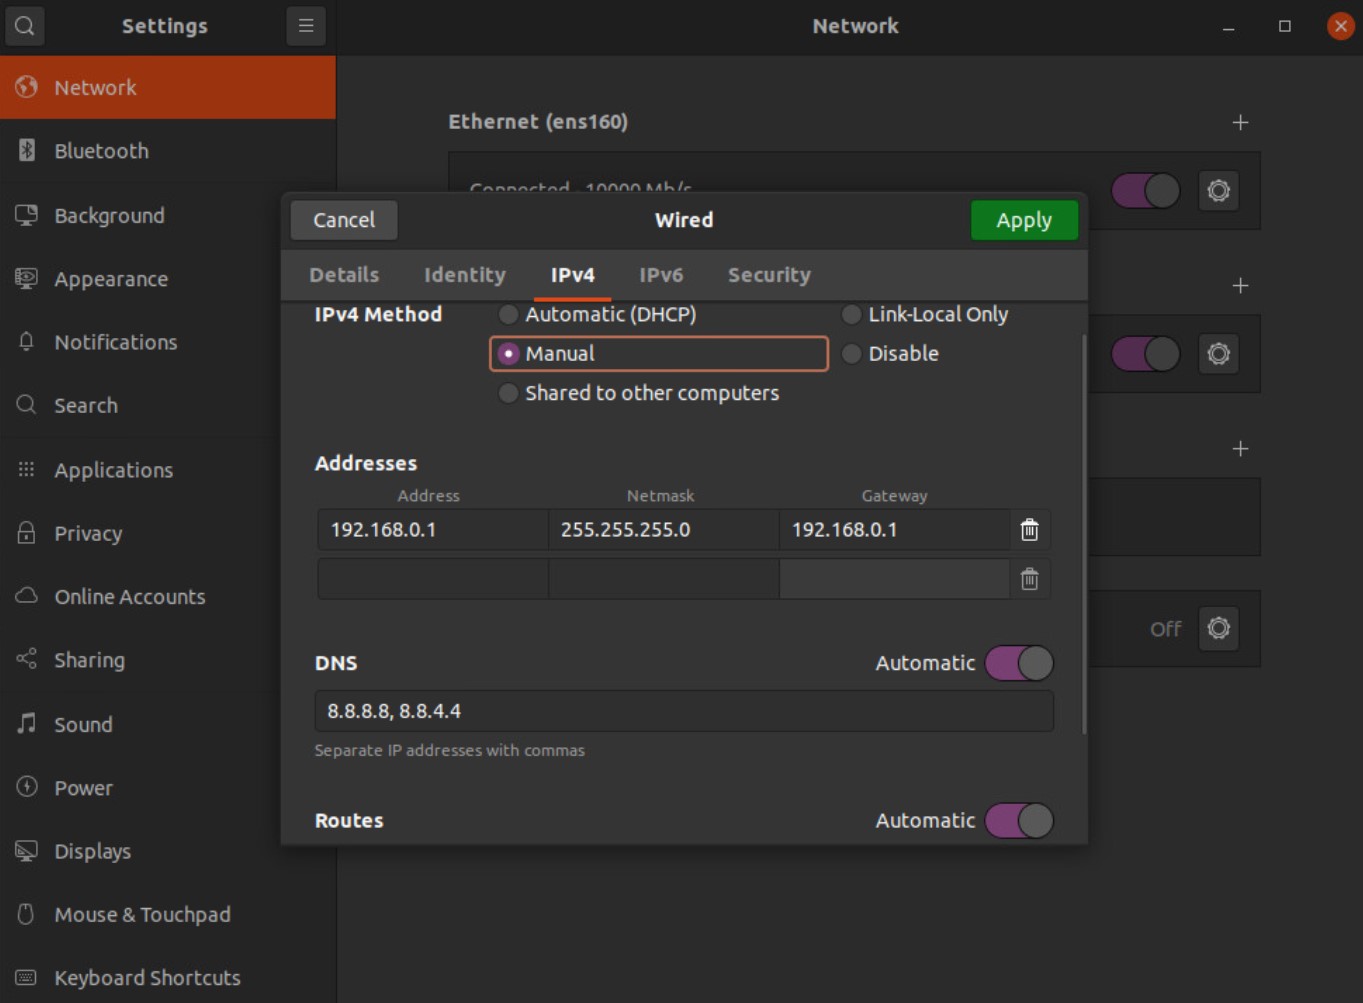 Settings
Network
Network
Bluetooth
Background
Appearance
Notifications
Search
Applications
Privacy
Online Accounts
Sharing
Sound
Power
Displays
Mouse & Touchpad
Keyboard Shortcuts
Ethernet (ens160)
Connected - 10000 Mb/s
Off
Cancel
Wired
Apply
Details
Identity
IPv4
IPv6
Security
IPv4 Method
Automatic (DHCP)
Link-Local Only
Manual
Disable
Shared to other computers
Addresses
Address
Netmask
Gateway
192.168.0.1
255.255.255.0
192.168.0.1
DNS
Automatic
8.8.8.8, 8.8.4.4
Separate IP addresses with commas
Routes
Automatic